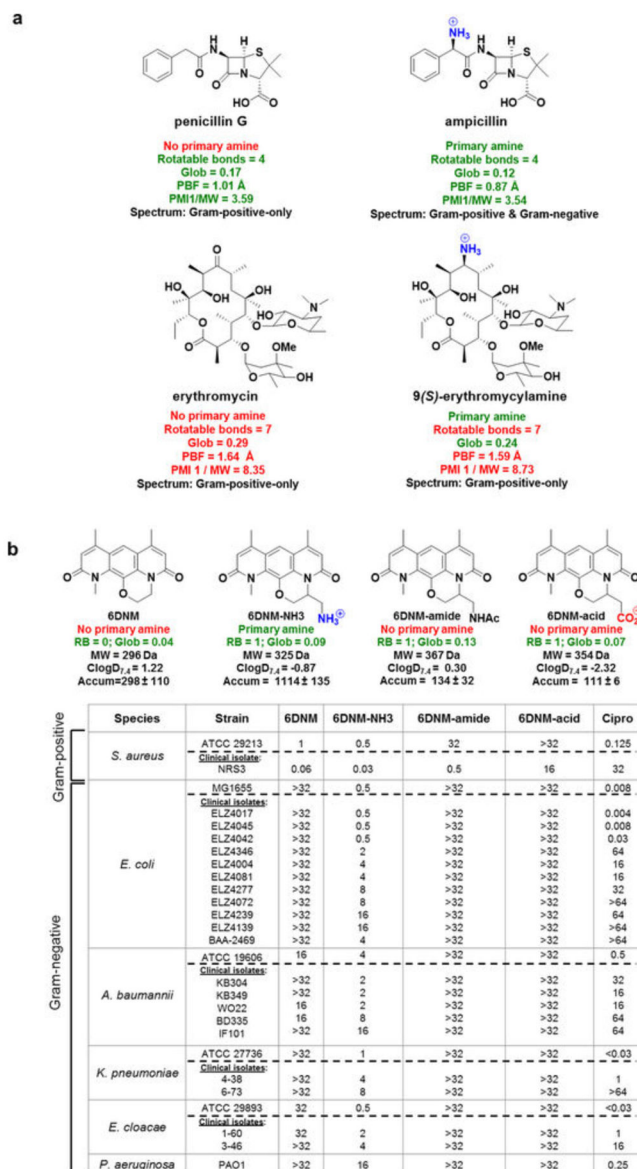 a
penicillin G
No primary amine
Rotatable bonds = 4
Glob = 0.17
PBF = 1.01 Å
PMI1/MW = 3.59
Spectrum: Gram-positive-only
ampicillin
Primary amine
Rotatable bonds = 4
Glob = 0.12
PBF = 0.87 Å
PMI1/MW = 3.54
Spectrum: Gram-positive & Gram-negative
erythromycin
No primary amine
Rotatable bonds = 7
Glob = 0.29
PBF = 1.64 Å
PMI 1 / MW = 8.35
Spectrum: Gram-positive-only
9(S)-erythromycylamine
Primary amine
Rotatable bonds = 7
Glob = 0.24
PBF = 1.59 Å
PMI 1 / MW = 8.73
Spectrum: Gram-positive-only
b
6DNM
No primary amine
RB = 0; Glob = 0.04
MW = 296 Da
ClogD7.4 = 1.22
Accum=298 ± 110
6DNM-NH3
Primary amine
RB = 1; Glob = 0.09
MW = 325 Da
ClogD7.4 = -0.87
Accum = 1114 ± 135
6DNM-amide NHAc
No primary amine
RB = 1; Glob = 0.13
MW = 367 Da
ClogD7.4 = 0.30
Accum = 134 ± 32
6DNM-acid
No primary amine
RB = 1; Glob = 0.07
MW = 354 Da
ClogD7.4 = -2.32
Accum = 111 ± 6
Species Strain 6DNM 6DNM-NH3 6DNM-amide 6DNM-acid Cipro
Gram-positive
S. aureus
ATCC 29213 1 0.5 32 >32 0.125
Clinical isolate:
NRS3 0.06 0.03 0.5 16 32
Gram-negative
E. coli
MG1655 >32 0.5 >32 >32 0.008
Clinical isolates:
ELZ4017 >32 0.5 >32 >32 0.004
ELZ4045 >32 0.5 >32 >32 0.008
ELZ4042 >32 0.5 >32 >32 0.03
ELZ4346 >32 2 >32 >32 64
ELZ4004 >32 4 >32 >32 16
ELZ4081 >32 4 >32 >32 16
ELZ4277 >32 8 >32 >32 32
ELZ4072 >32 8 >32 >32 >64
ELZ4239 >32 16 >32 >32 64
ELZ4139 >32 16 >32 >32 >64
BAA-2469 >32 4 >32 >32 >64
A. baumannii
ATCC 19606 16 4 >32 >32 0.5
Clinical isolates:
KB304 >32 2 >32 >32 32
KB349 >32 2 >32 >32 16
WO22 16 2 >32 >32 16
BD335 16 8 >32 >32 64
IF101 >32 16 >32 >32 64
K. pneumoniae
ATCC 27736 >32 1 >32 >32 <0.03
Clinical isolates:
4-38 >32 4 >32 >32 1
6-73 >32 8 >32 >32 >64
E. cloacae
ATCC 29893 32 0.5 >32 >32 <0.03
Clinical isolates:
1-60 32 2 >32 >32 1
3-46 >32 4 >32 >32 16
P. aeruginosa PAO1 >32 16 >32 >32 0.25